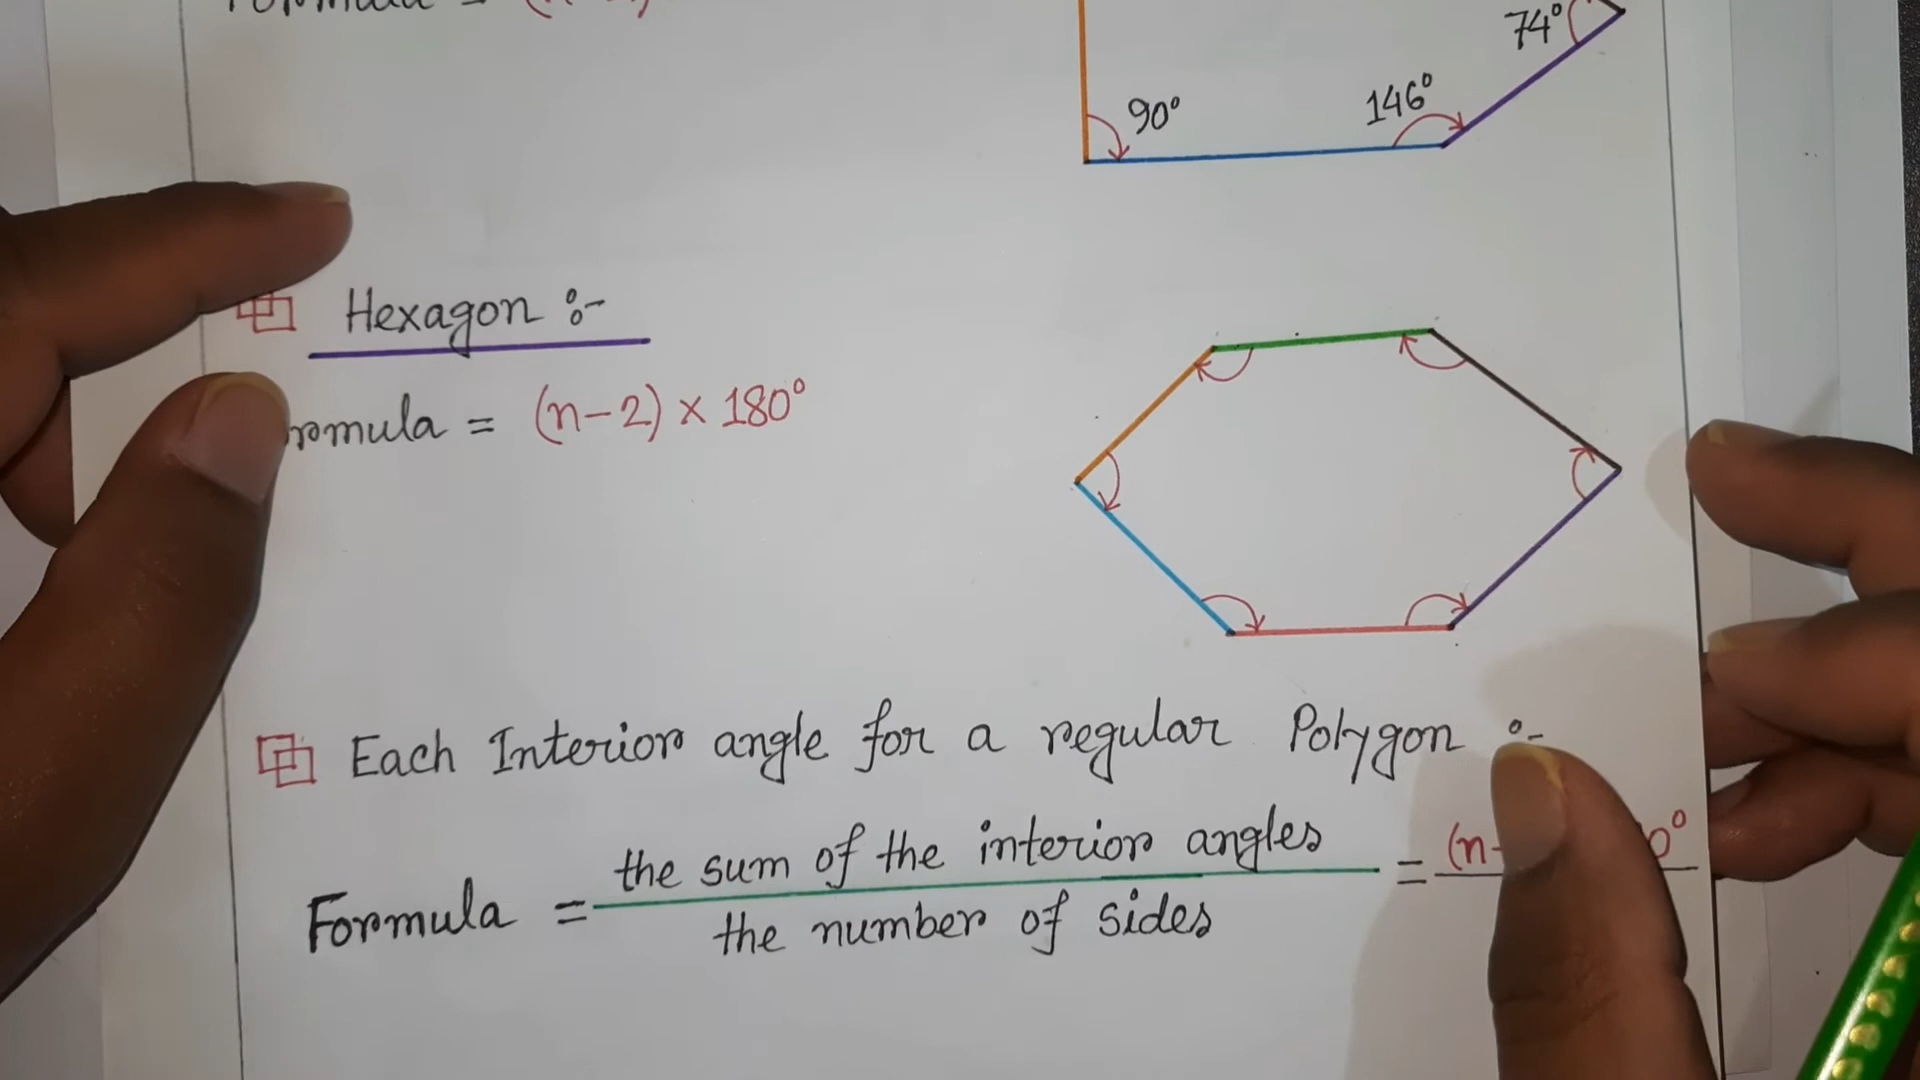 74°
90°
146°
Hexagon :-
= (n-2) × 180°
Each Interior angle for a regular Polygon :-
Formula = the sum of the interior angles =
the number of sides